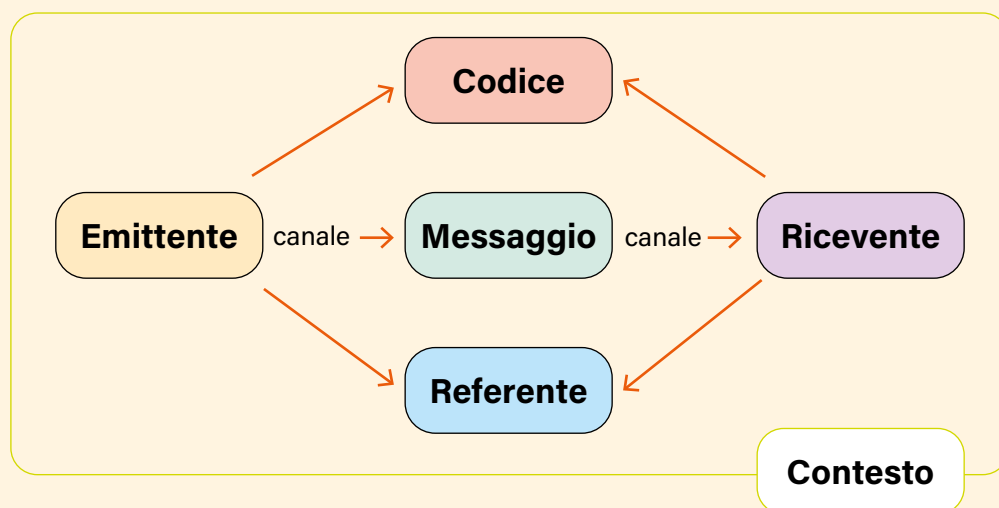 Codice
Emittente
canale
Messaggio
canale
Ricevente
Referente
Contesto